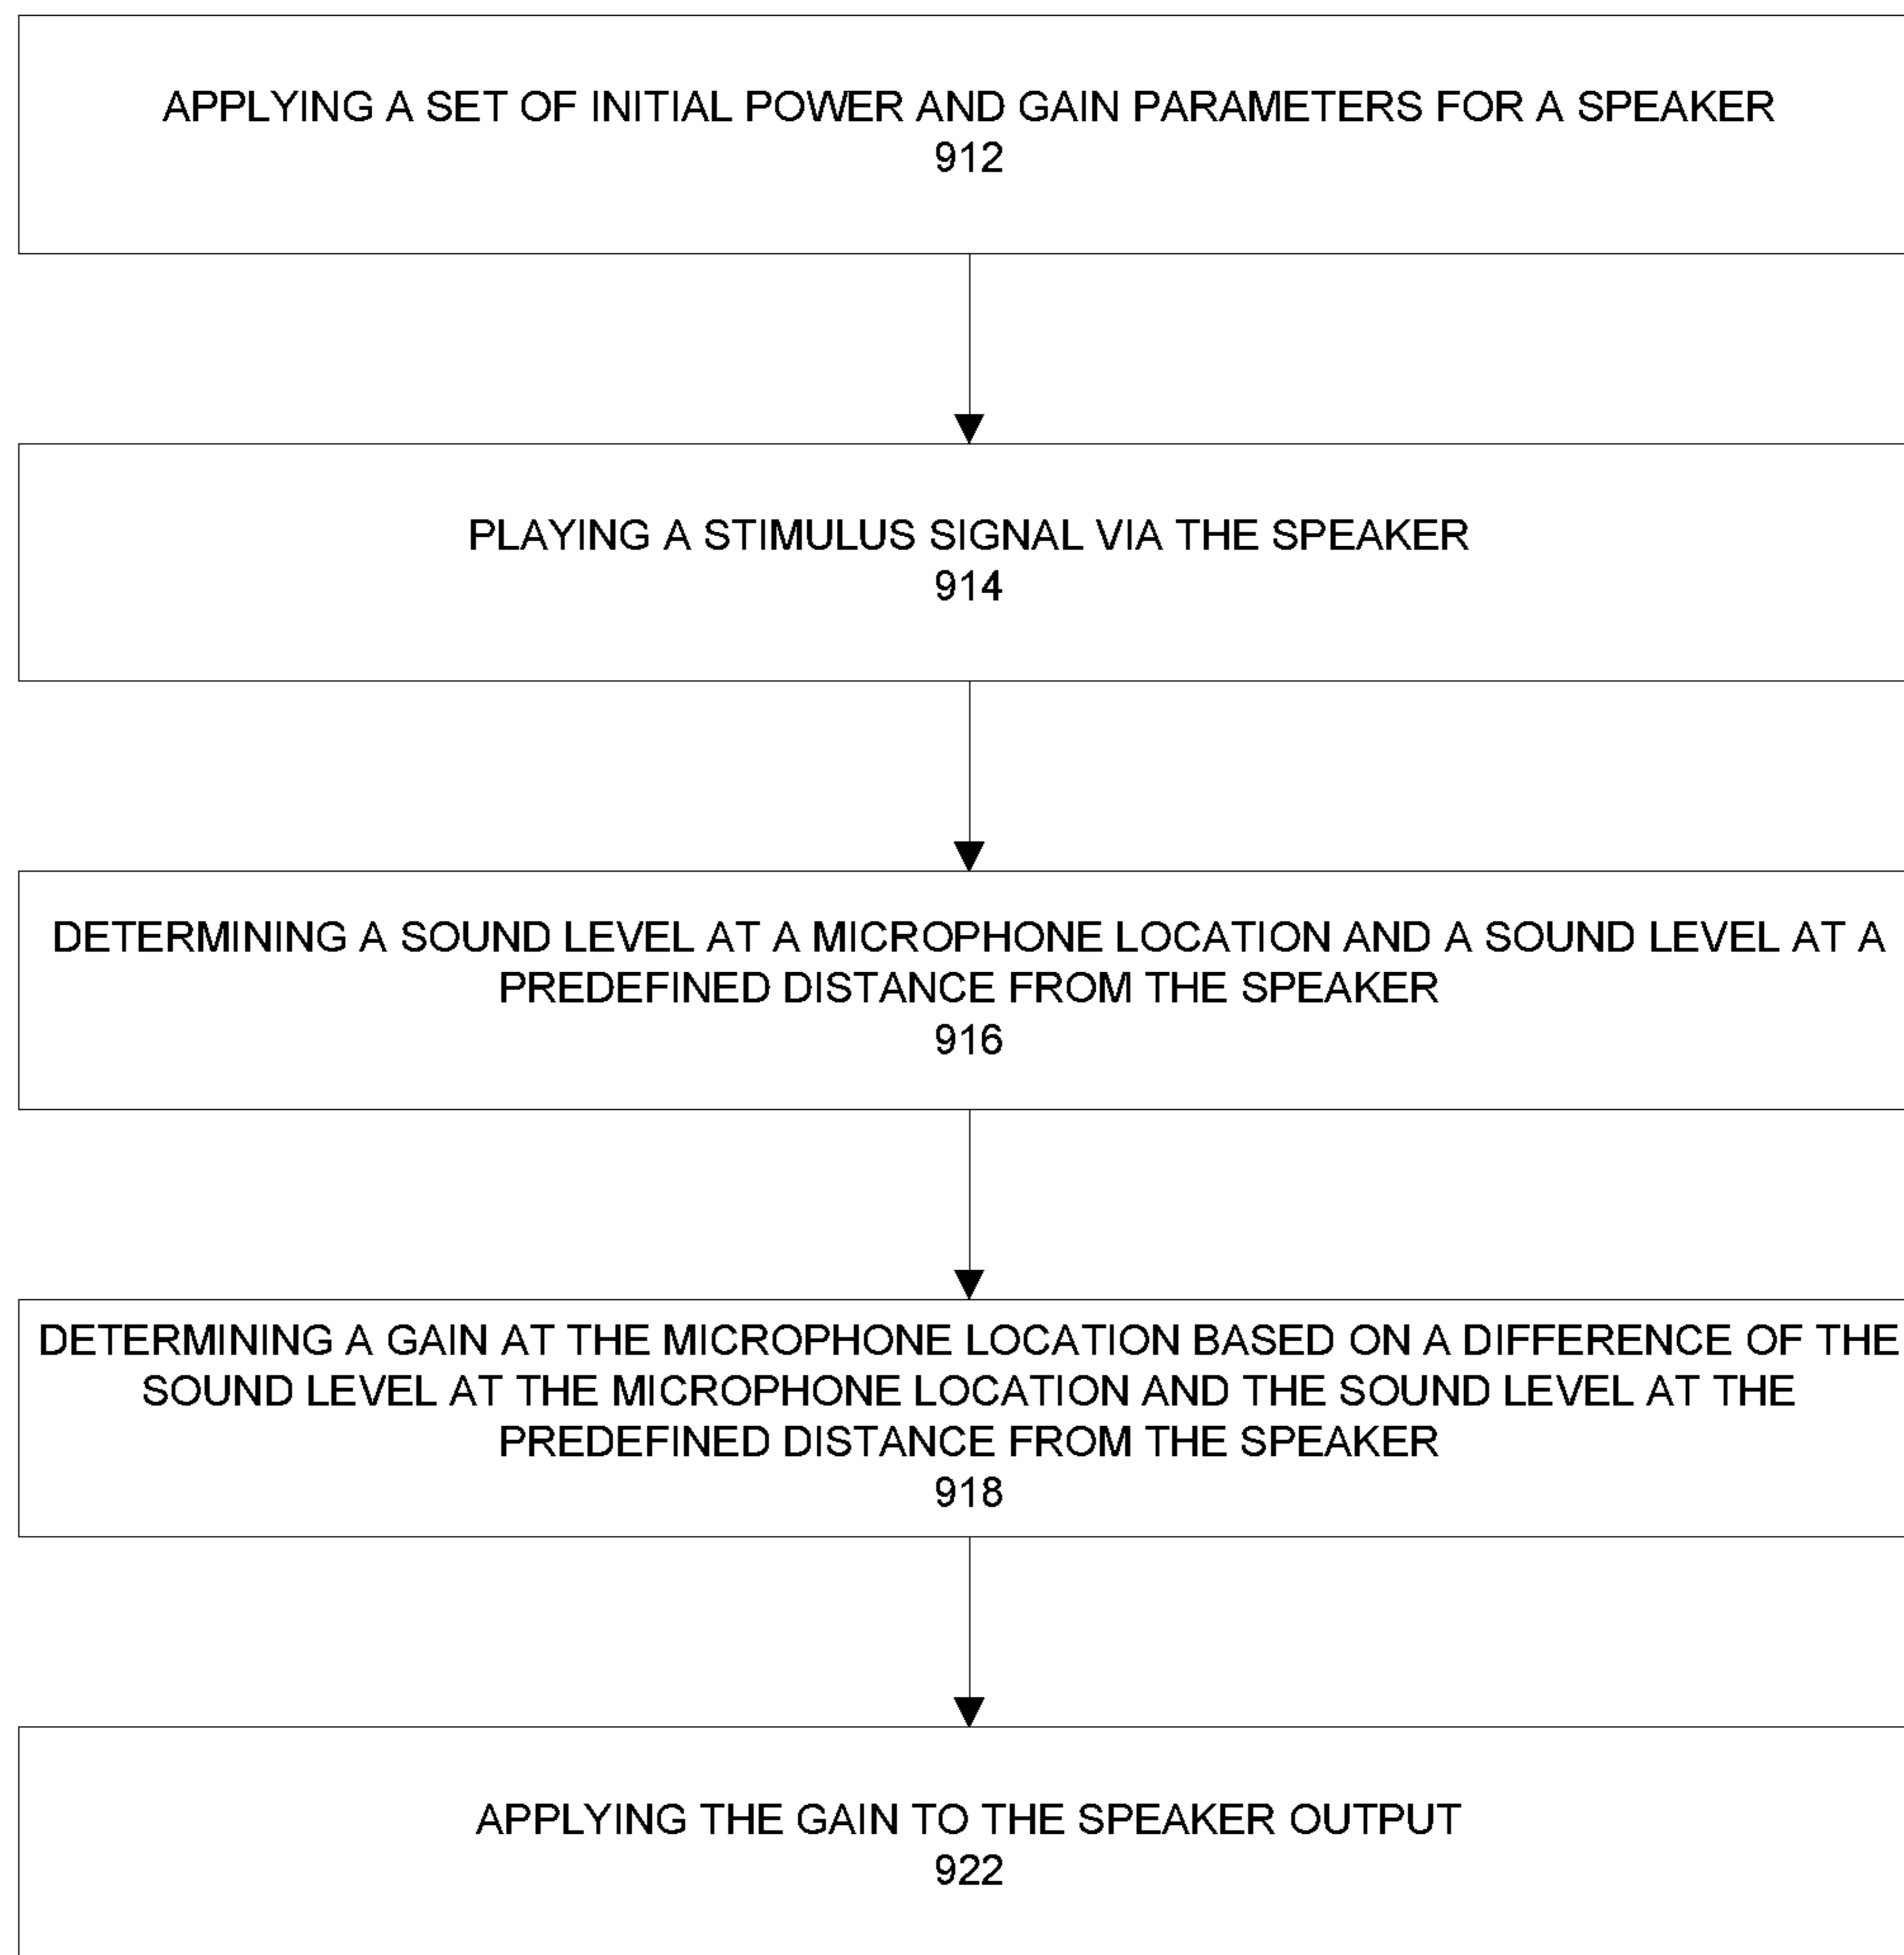 APPLYING A SET OF INITIAL POWER AND GAIN PARAMETERS FOR A SPEAKER
912
PLAYING A STIMULUS SIGNAL VIA THE SPEAKER
914
DETERMINING A SOUND LEVEL AT A MICROPHONE LOCATION AND A SOUND LEVEL AT A
PREDEFINED DISTANCE FROM THE SPEAKER
916
DETERMINING A GAIN AT THE MICROPHONE LOCATION BASED ON A DIFFERENCE OF THE
SOUND LEVEL AT THE MICROPHONE LOCATION AND THE SOUND LEVEL AT THE
PREDEFINED DISTANCE FROM THE SPEAKER
918
APPLYING THE GAIN TO THE SPEAKER OUTPUT
922